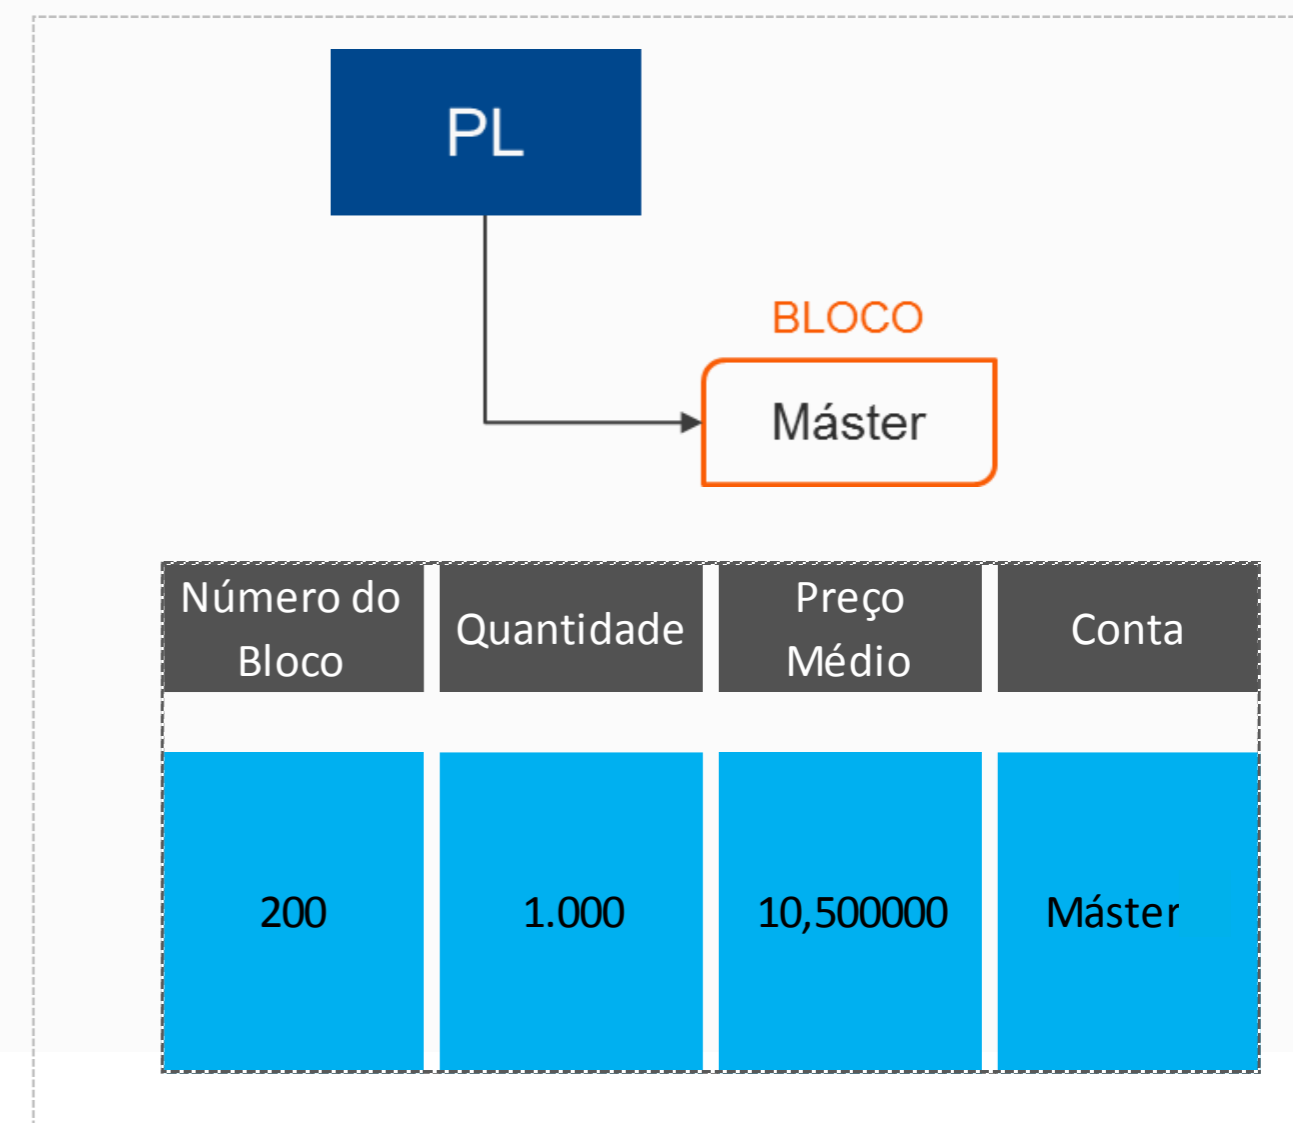 PL
BLOCO
Máster
Número do
Bloco
Quantidade
Preço
Médio
Conta
200
1.000
10,500000
Máster